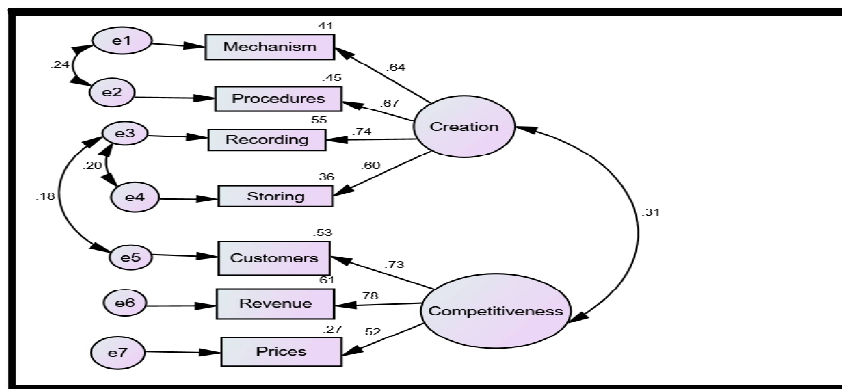 .41
e1 Mechanism
.24 .64
e2 .45
Procedures
.67
e3 .55
Recording .74 Creation
.20 .60
.36
e4 Storing
.18 .31
.53
e5 Customers .73
61
e6 Revenue .78 Competitiveness
.27 .52
e7 Prices